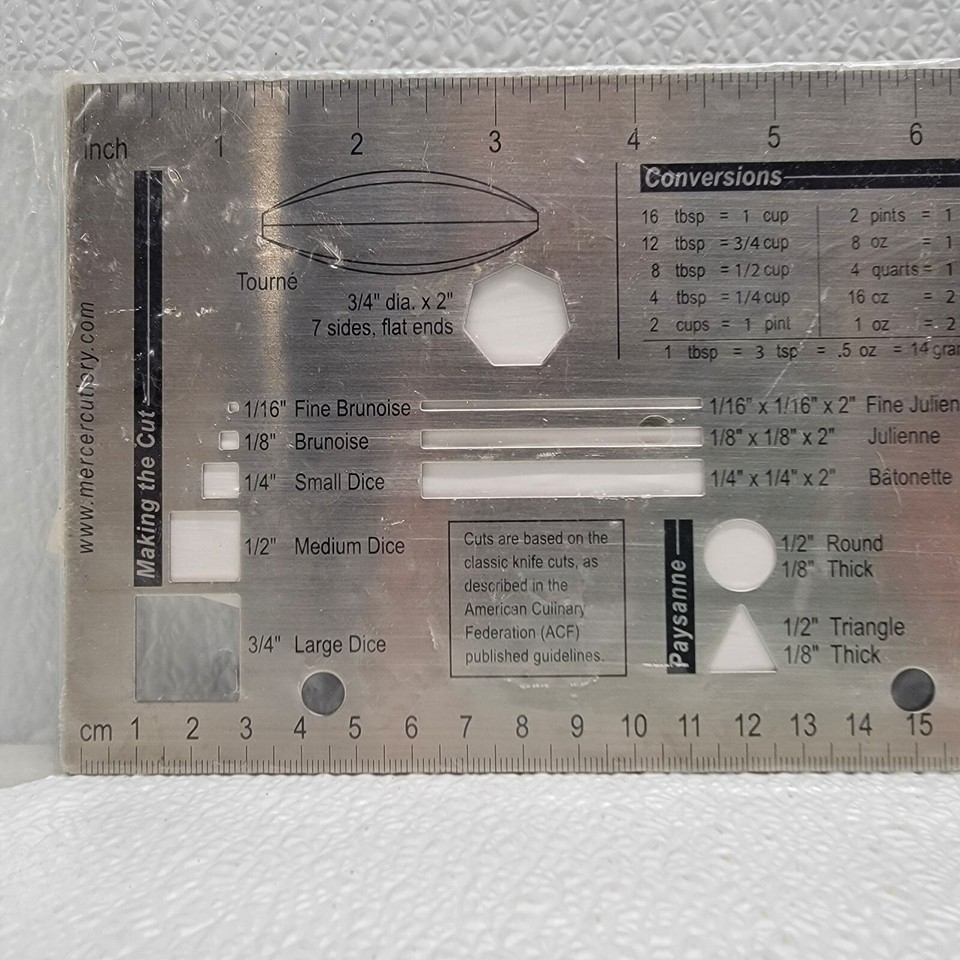 inch 1 2 3 4 5 6
www.mercercutlery.com
Making the Cut
Tourné
3/4" dia. x 2"
7 sides, flat ends
Conversions
16 tbsp = 1 cup
12 tbsp = 3/4 cup
8 tbsp = 1/2 cup
4 tbsp = 1/4 cup
2 cups = 1 pint
2 pints = 1
8 oz = 1
4 quarts = 1
16 oz = 2
1 oz = 2
1 tbsp = 3 tsp = .5 oz = 14 gra
1/16" Fine Brunoise
1/16" x 1/16" x 2" Fine Julien
1/8" Brunoise
1/8" x 1/8" x 2" Julienne
1/4" Small Dice
1/4" x 1/4" x 2" Bâtonette
1/2" Medium Dice
3/4" Large Dice
Cuts are based on the
classic knife cuts, as
described in the
American Culinary
Federation (ACF)
published guidelines.
Paysanne
1/2" Round
1/8" Thick
1/2" Triangle
1/8" Thick
cm 1 2 3 4 5 6 7 8 9 10 11 12 13 14 15